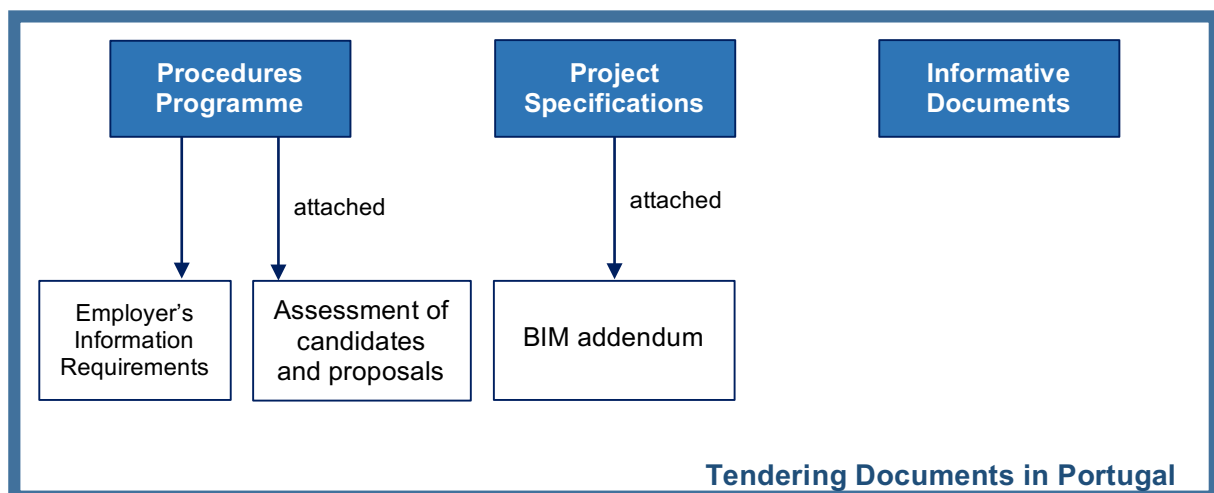 Procedures
Programme
Project
Specifications
Informative
Documents
attached
attached
Employer’s
Information
Requirements
Assessment of
candidates
and proposals
BIM addendum
Tendering Documents in Portugal